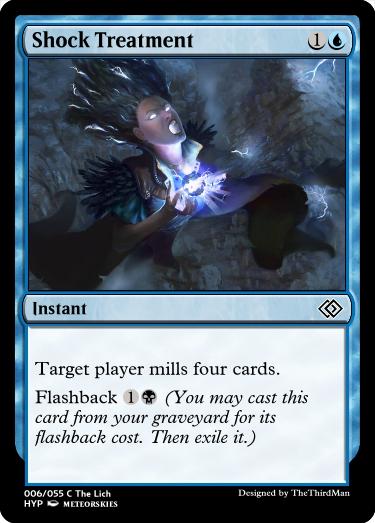 Shock Treatment 1
Instant
Target player mills four cards.
Flashback 1 (You may cast this
card from your graveyard for its
flashback cost. Then exile it.)
006/055 C The Lich
HYP METEORSKIES
Designed by TheThirdMan